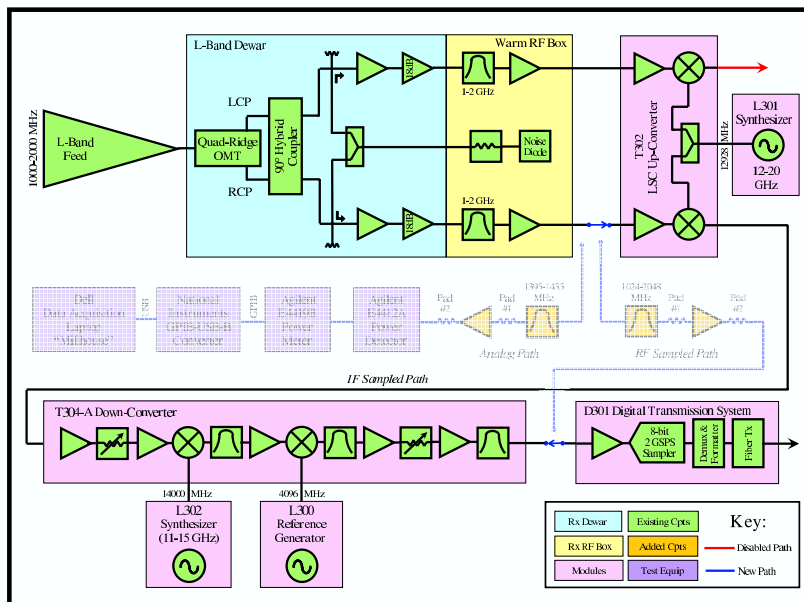 L-Band Dewar
Warm RF Box
1000-2000 MHz
L-Band
Feed
LCP
RCP
Quad-Ridge
OMT
90° Hybrid
Coupler
18dB
1-2 GHz
Noise
Diode
18dB
1-2 GHz
T302
LSC Up-Converter
12928 MHz
L301
Synthesizer
12-20
GHz
Dell
Data Acquisition
Laptop
"Milhouse"
USB
National
Instruments
GPIB-USB-B
Converter
GPIB
Agilent
E4419B
Power
Meter
Agilent
E4412A
Power
Detector
Pad
#2
Pad
#1
1395-1455
MHz
Analog Path
1024-2048
MHz
Pad
Pad
#2
RF Sampled Path
IF Sampled Path
T304-A Down-Converter
14000 MHz
4096 MHz
L302
Synthesizer
(11-15 GHz)
L300
Reference
Generator
D301 Digital Transmission System
8-bit
2 GSPS
Sampler
Demux &
Formatter
Fiber Tx
Rx Dewar
Existing Cpts
Key:
Rx RF Box
Added Cpts
Disabled Path
Modules
Test Equip
New Path